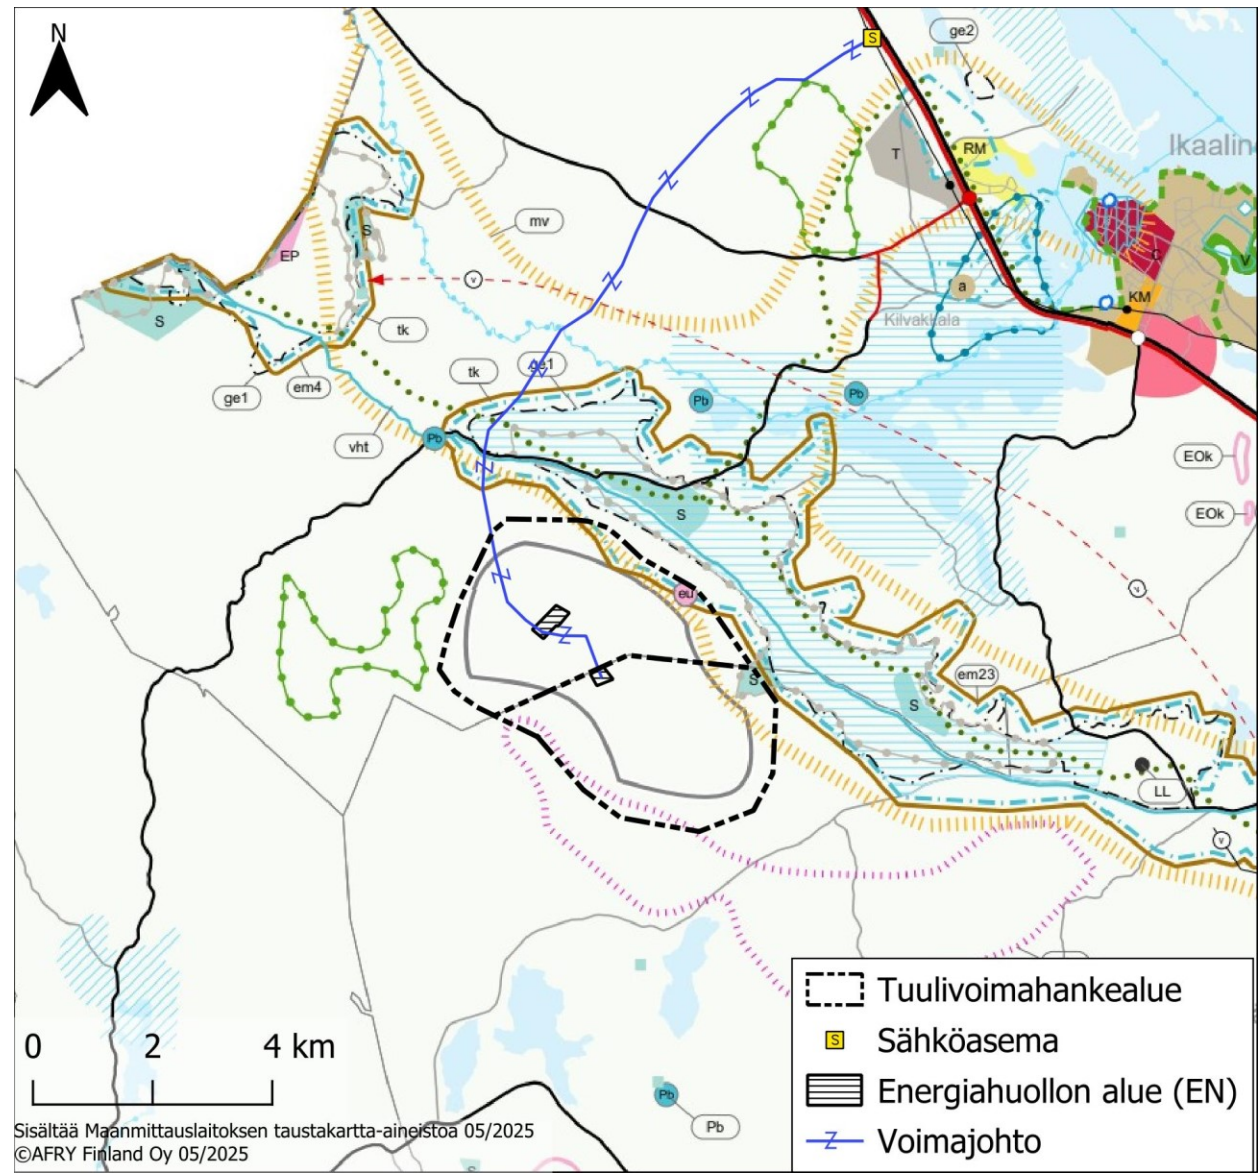 N
S
ge2
Ikaalin
T
RM
mv
S
EP
C
V
a
KM
Kilvakkala
v
S
tk
tk
ge1
ge1
em4
Pb
Pb
vht
Pb
EOk
EOk
S
v
eu
S
em23
S
LL
v
0 2 4 km
Pb
Pb
S
Sisältää Maanmittauslaitoksen taustakartta-aineistoa 05/2025
©AFRY Finland Oy 05/2025
Tuulivoimahankealue
S Sähköasema
Energiahuollon alue (EN)
Z Voimajohto